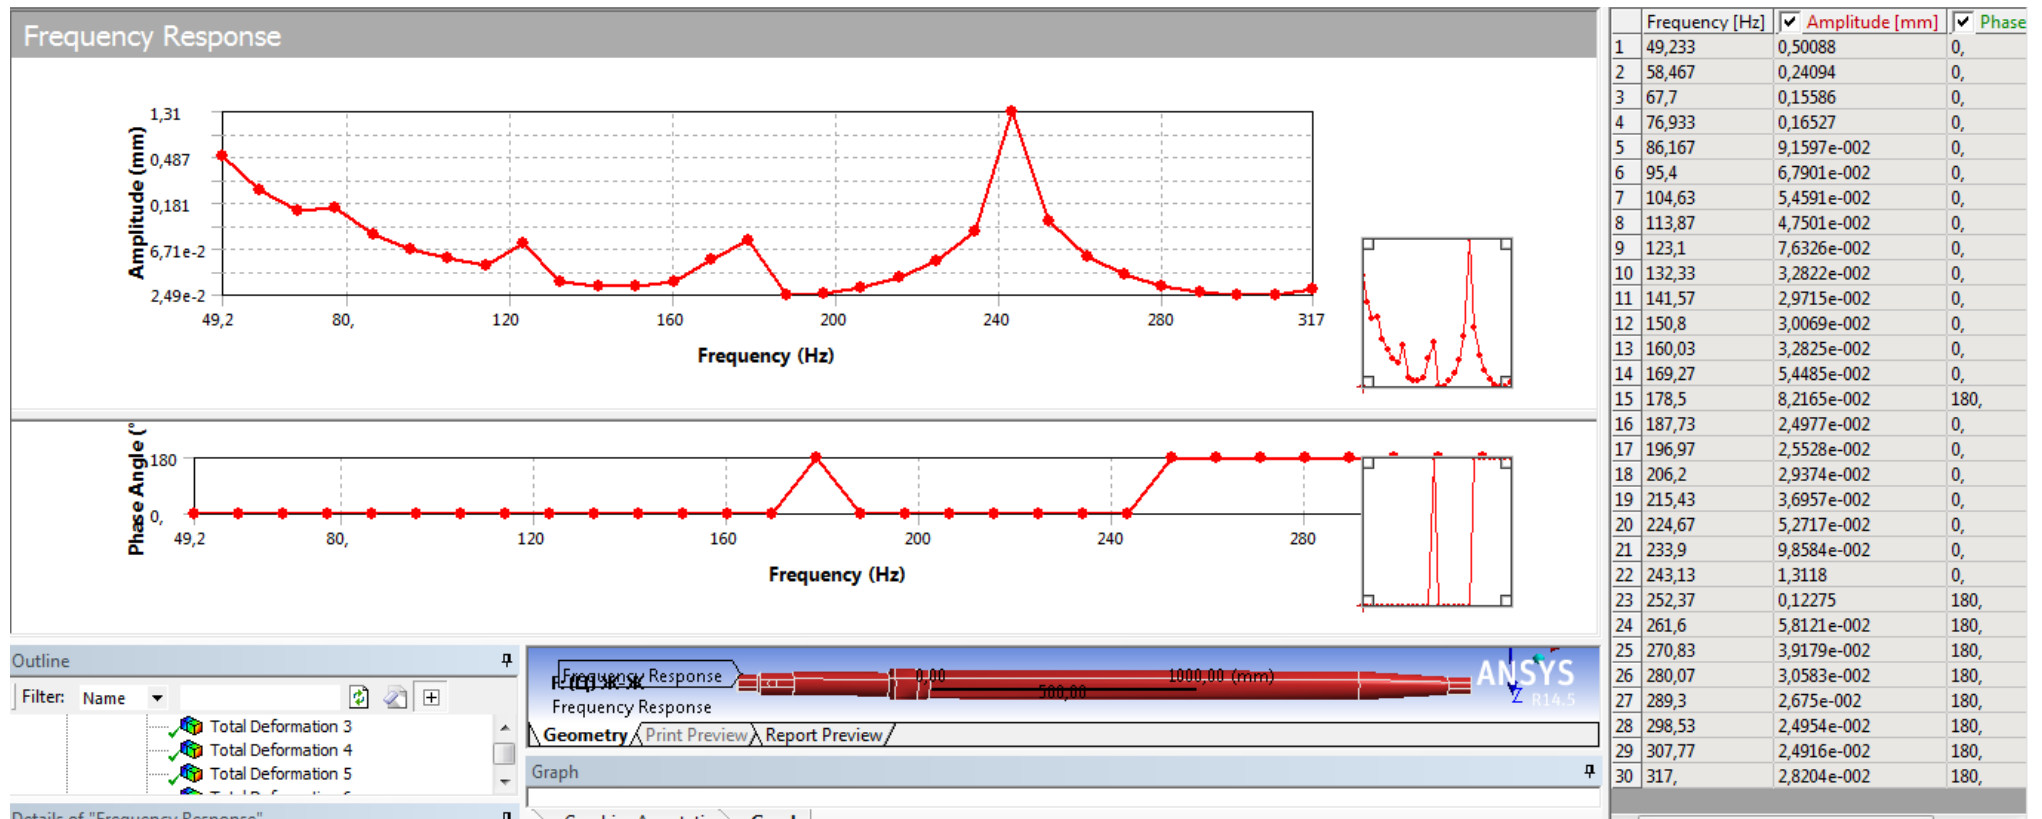 Frequency Response
Amplitude (mm)
1,31
0,487
0,181
6,71e-2
2,49e-2
49,2 80, 120 160 200 240 280 317
Frequency (Hz)
Phase Angle (°
180
0,
49,2 80, 120 160 200 240 280
Frequency (Hz)
Frequency [Hz] Amplitude [mm] Phase
1 49,233 0,50088 0,
2 58,467 0,24094 0,
3 67,7 0,15586 0,
4 76,933 0,16527 0,
5 86,167 9,1597e-002 0,
6 95,4 6,7901e-002 0,
7 104,63 5,4591e-002 0,
8 113,87 4,7501e-002 0,
9 123,1 7,6326e-002 0,
10 132,33 3,2822e-002 0,
11 141,57 2,9715e-002 0,
12 150,8 3,0069e-002 0,
13 160,03 3,2825e-002 0,
14 169,27 5,4485e-002 0,
15 178,5 8,2165e-002 180,
16 187,73 2,4977e-002 0,
17 196,97 2,5528e-002 0,
18 206,2 2,9374e-002 0,
19 215,43 3,6957e-002 0,
20 224,67 5,2717e-002 0,
21 233,9 9,8584e-002 0,
22 243,13 1,3118 0,
23 252,37 0,12275 180,
24 261,6 5,8121e-002 180,
25 270,83 3,9179e-002 180,
26 280,07 3,0583e-002 180,
27 289,3 2,675e-002 180,
28 298,53 2,4954e-002 180,
29 307,77 2,4916e-002 180,
30 317, 2,8204e-002 180,
Outline
Filter: Name
Total Deformation 3
Total Deformation 4
Total Deformation 5
Details of "Frequency Response"
Frequency Response
Frequency Response
0,00 1000,00 (mm)
500,00
ANSYS
R14.5
Z
Geometry Print Preview Report Preview
Graph